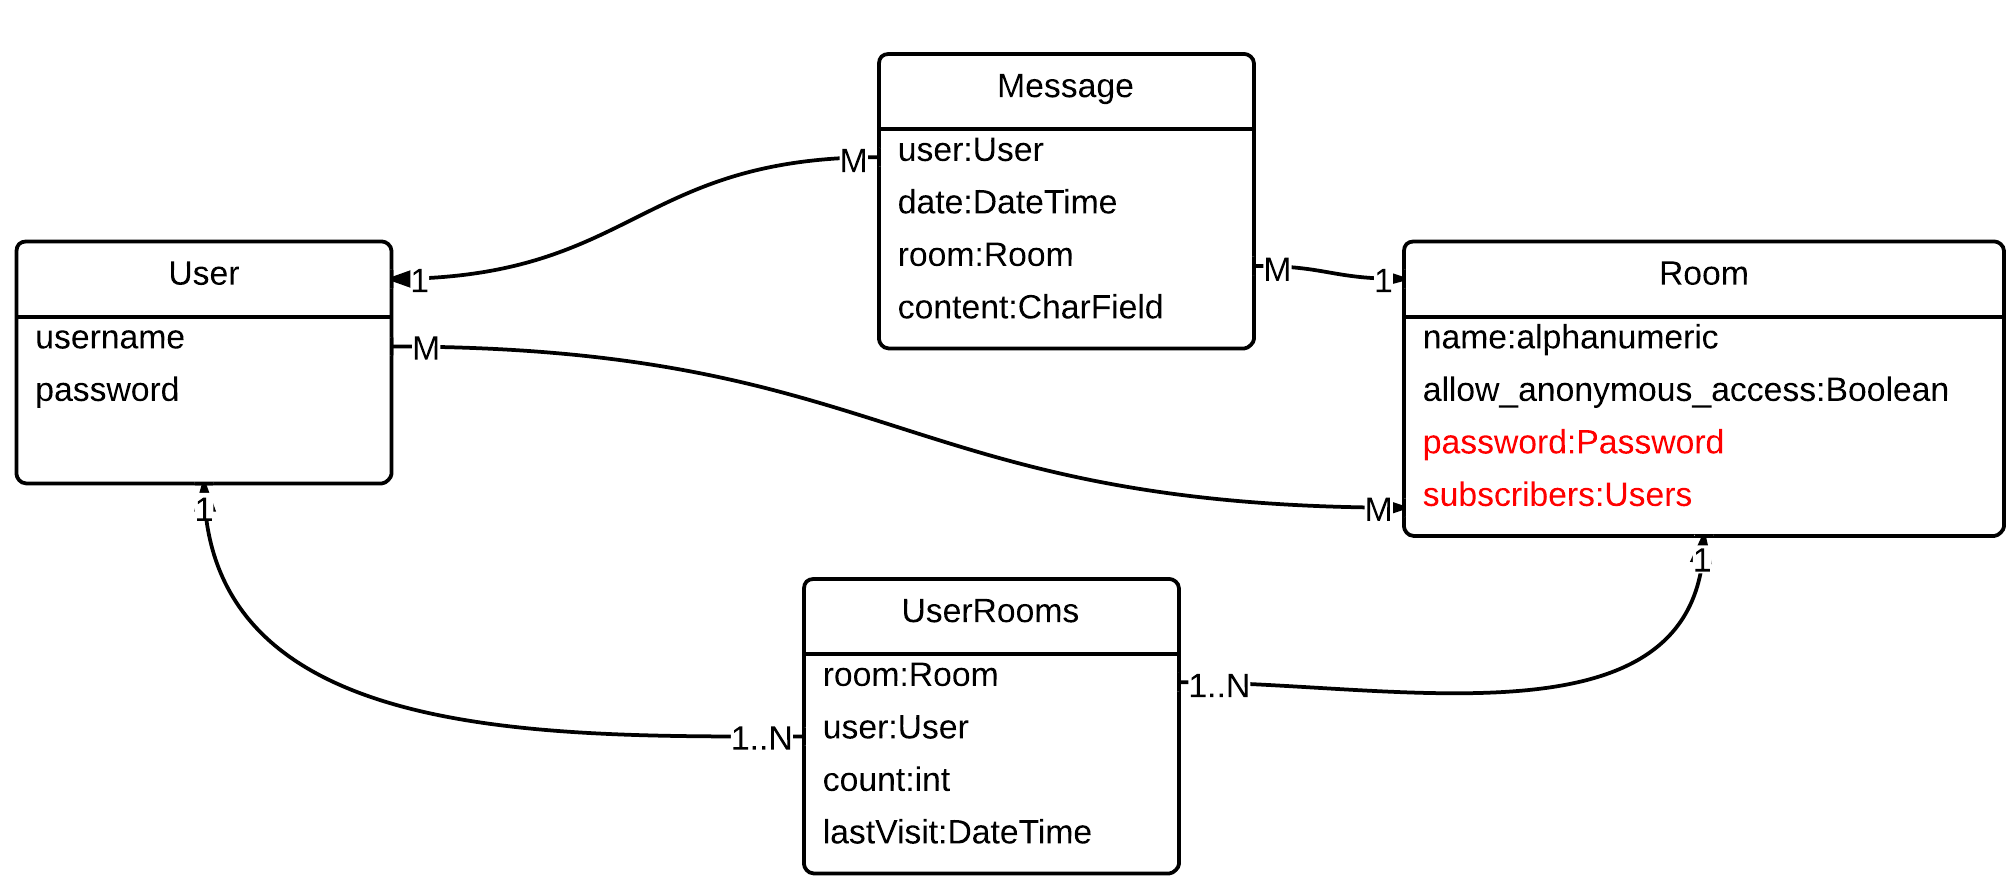 Message
user:User
date:DateTime
room:Room
content:CharField
M
M
1
1
User
username
password
M
1
Room
name:alphanumeric
allow_anonymous_access:Boolean
password:Password
subscribers:Users
M
1
UserRooms
room:Room
user:User
count:int
lastVisit:DateTime
1..N
1..N